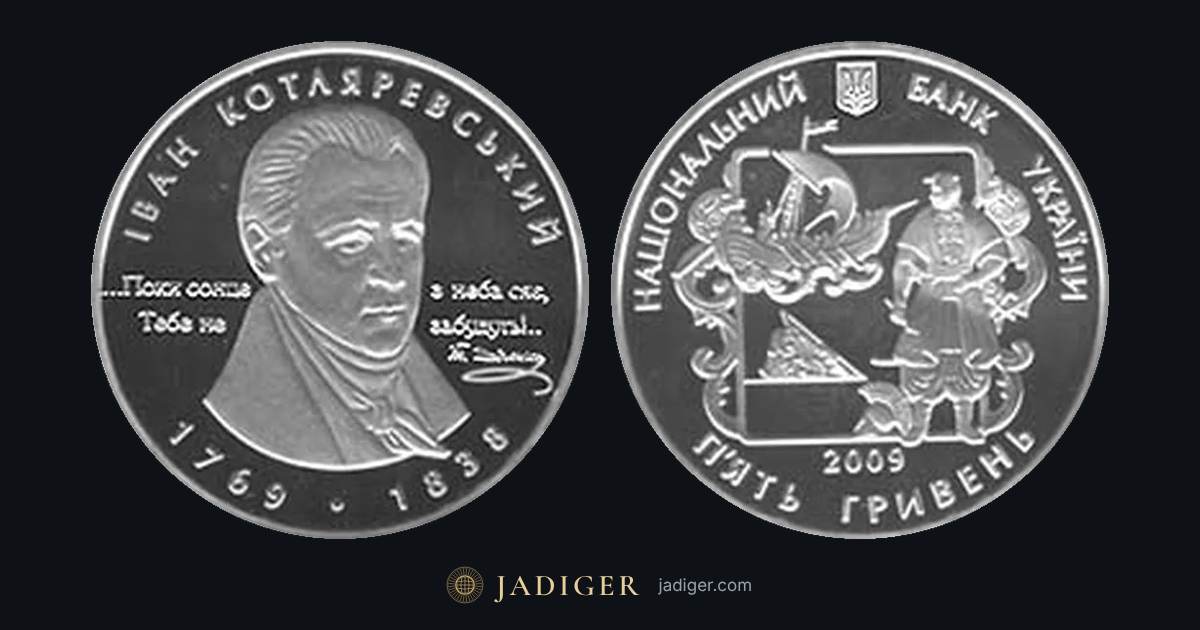 ІВАН КОТЛЯРЕВСЬКИЙ
...Поки сонце з неба сяє,
Тебе не забудуть!..
1769 1838
НАЦІОНАЛЬНИЙ БАНК УКРАЇНИ
2009
П'ЯТЬ ГРИВЕНЬ
JADIGER jadiger.com